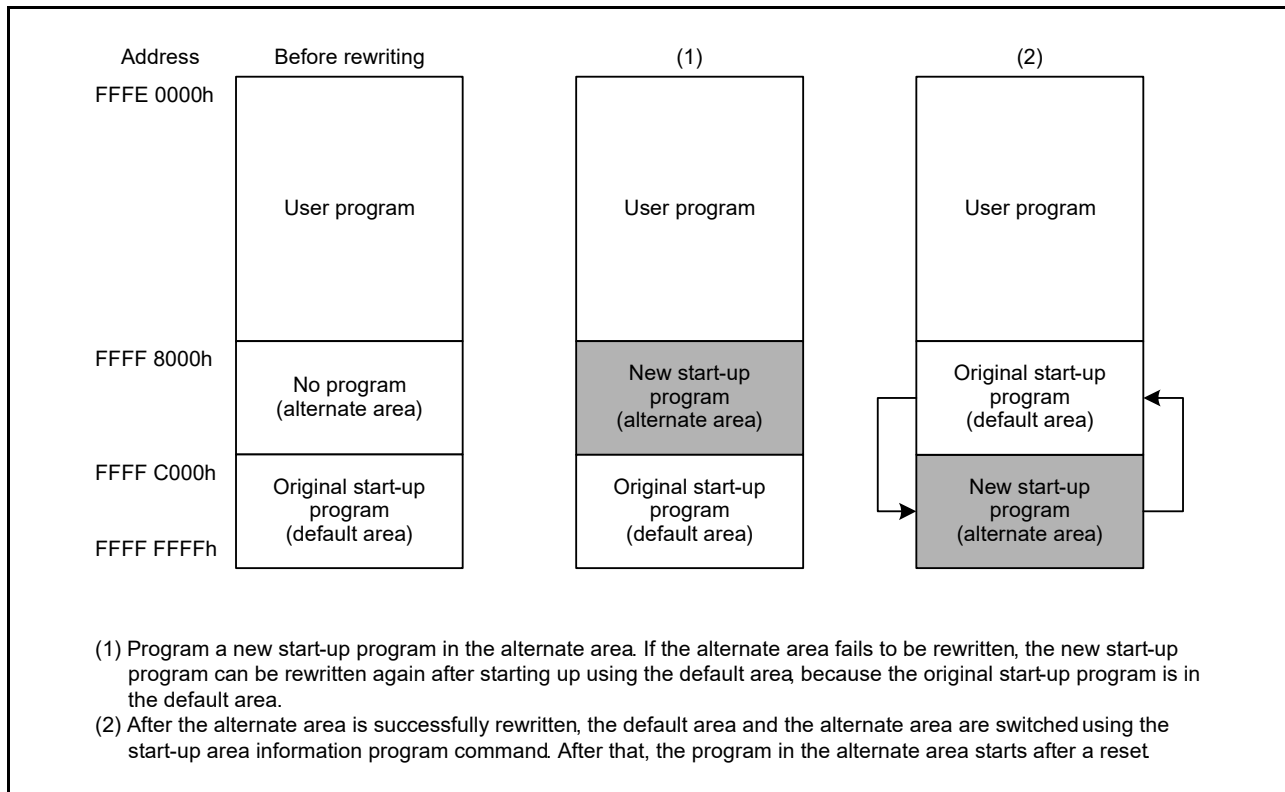 Address Before rewriting (1) (2)
FFFE 0000h
User program User program User program
FFFF 8000h
No program
(alternate area)
New start-up
program
(alternate area)
Original start-up
program
(default area)
FFFF C000h
Original start-up
program
(default area)
Original start-up
program
(default area)
New start-up
program
(alternate area)
FFFF FFFFh
(1) Program a new start-up program in the alternate area. If the alternate area fails to be rewritten, the new start-up
program can be rewritten again after starting up using the default area, because the original start-up program is in
the default area.
(2) After the alternate area is successfully rewritten, the default area and the alternate area are switched using the
start-up area information program command. After that, the program in the alternate area starts after a reset.